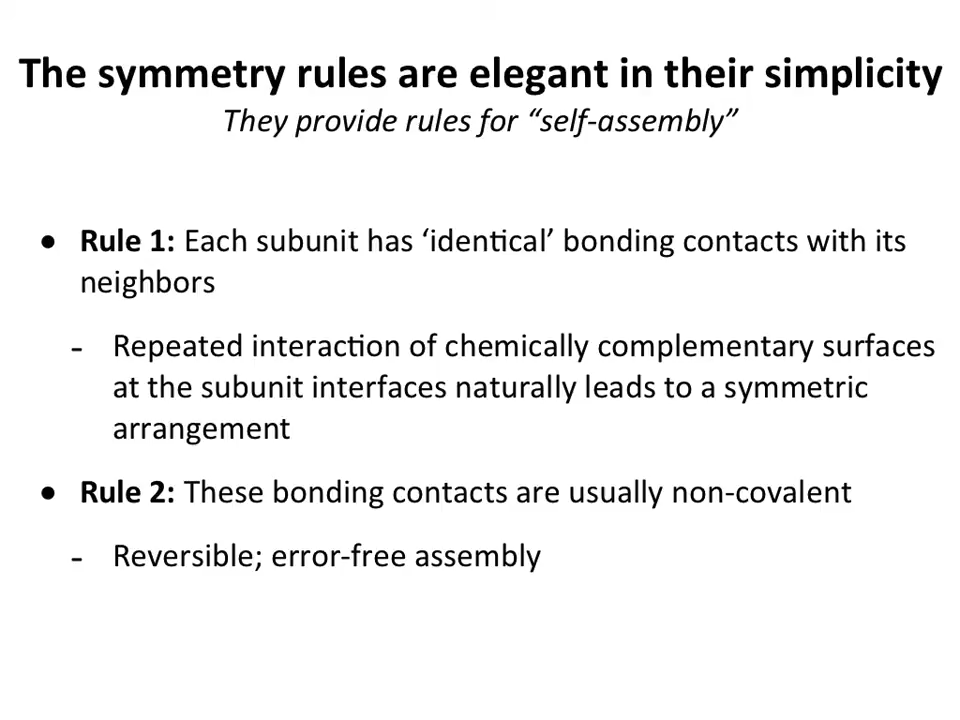 The symmetry rules are elegant in their simplicity
They provide rules for “self-assembly”
• Rule 1: Each subunit has ‘identical’ bonding contacts with its
neighbors
- Repeated interaction of chemically complementary surfaces
at the subunit interfaces naturally leads to a symmetric
arrangement
• Rule 2: These bonding contacts are usually non-covalent
- Reversible; error-free assembly